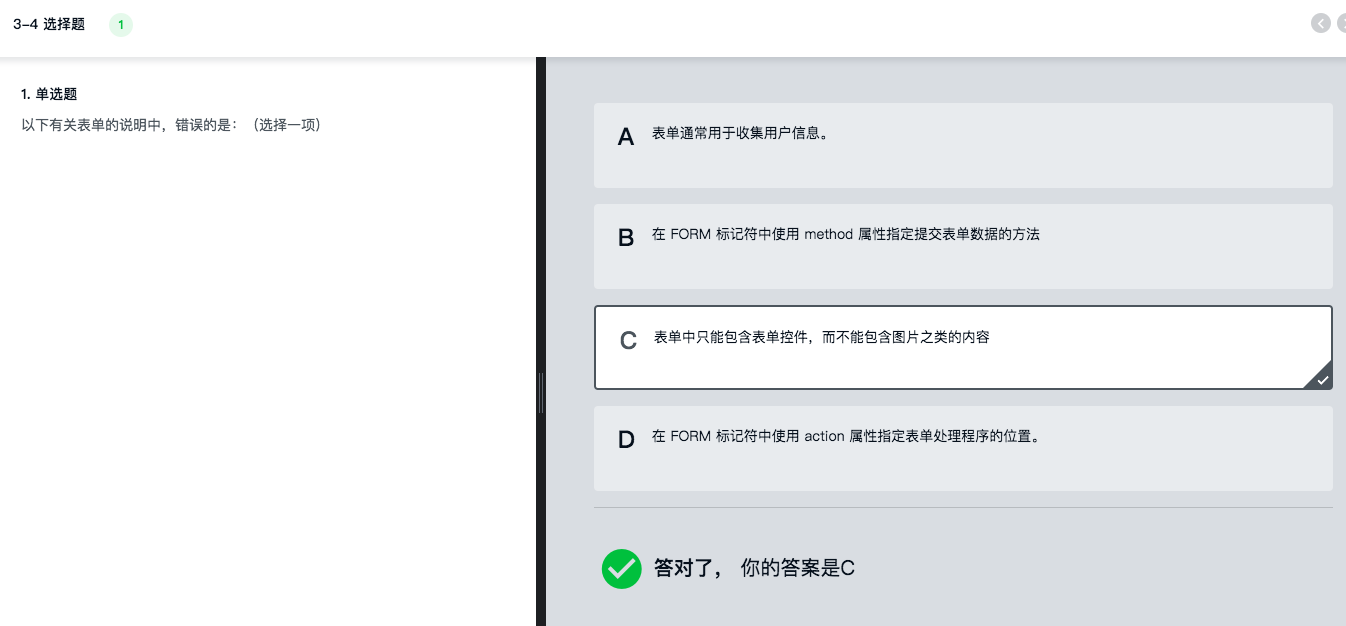 3-4 选择题 1
1. 单选题
以下有关表单的说明中，错误的是：（选择一项）
A 表单通常用于收集用户信息。
B 在 FORM 标记符中使用 method 属性指定提交表单数据的方法
C 表单中只能包含表单控件，而不能包含图片之类的内容
D 在 FORM 标记符中使用 action 属性指定表单处理程序的位置。
答对了， 你的答案是C